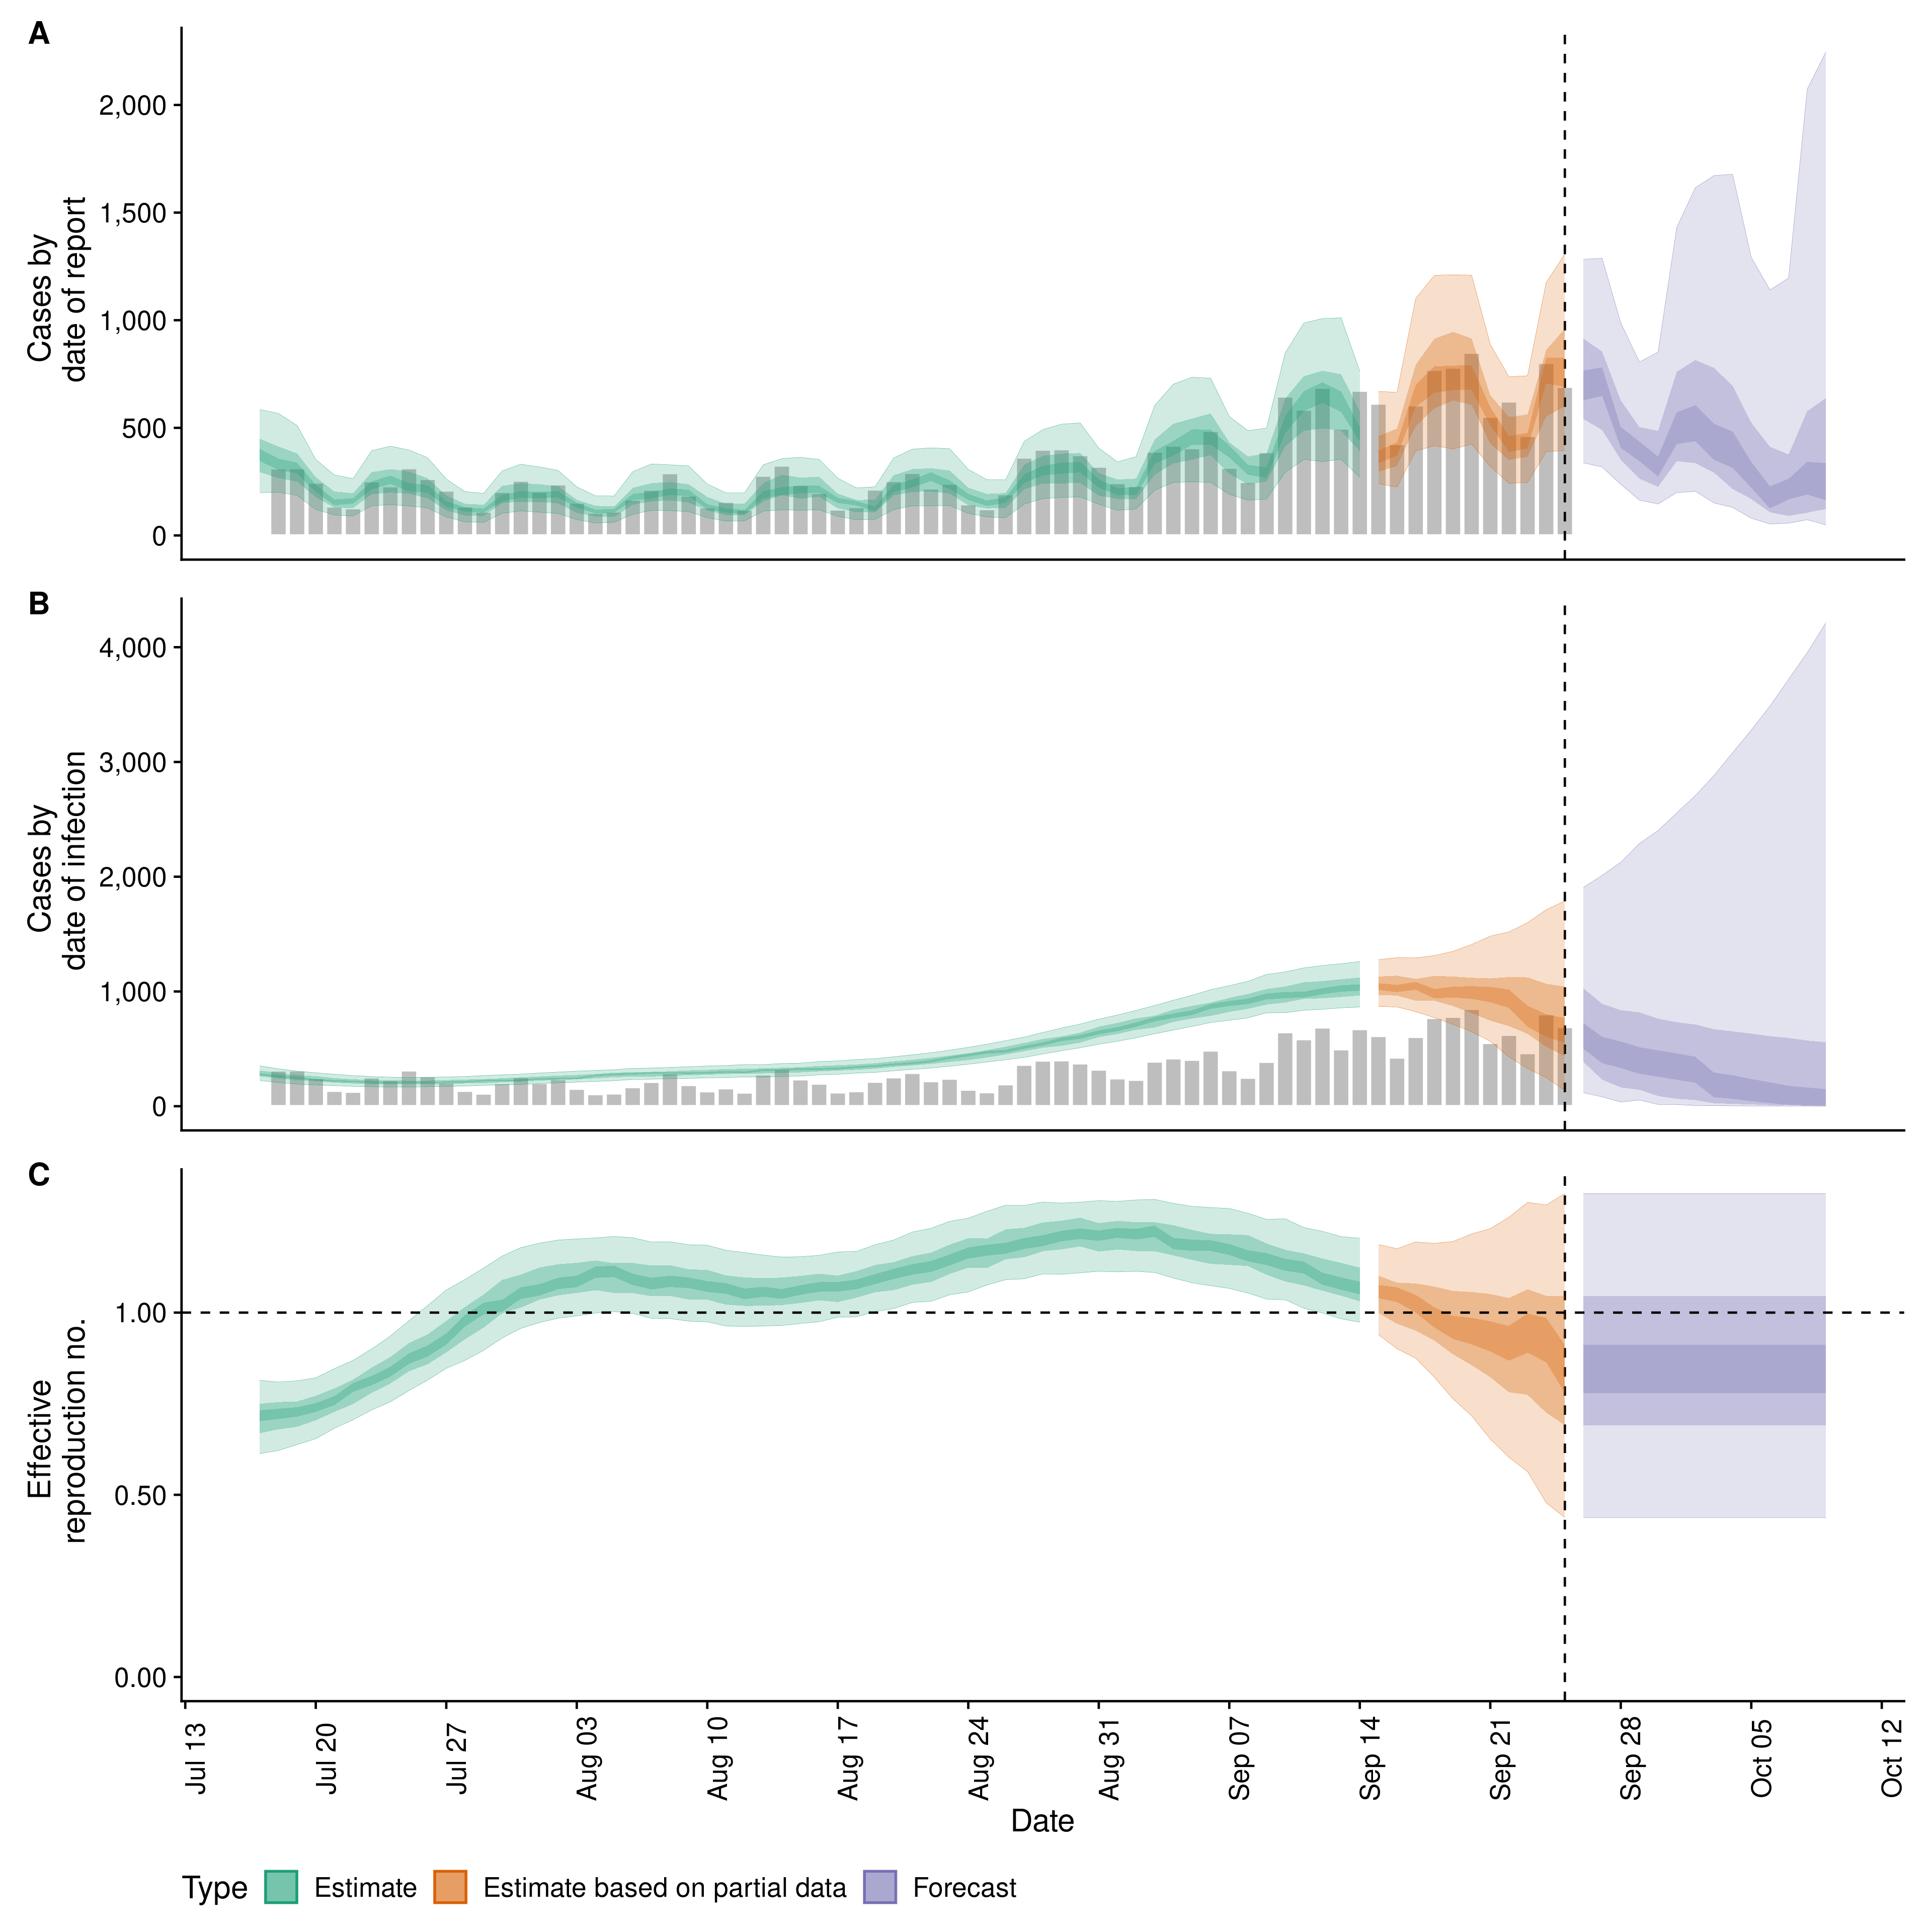 A
Cases by
date of report
2,000
1,500
1,000
500
0
B
Cases by
date of infection
4,000
3,000
2,000
1,000
0
C
Effective
reproduction no.
1.00
0.50
0.00
Jul 13
Jul 20
Jul 27
Aug 03
Aug 10
Aug 17
Aug 24
Aug 31
Sep 07
Sep 14
Sep 21
Sep 28
Oct 05
Oct 12
Date
Type Estimate Estimate based on partial data Forecast